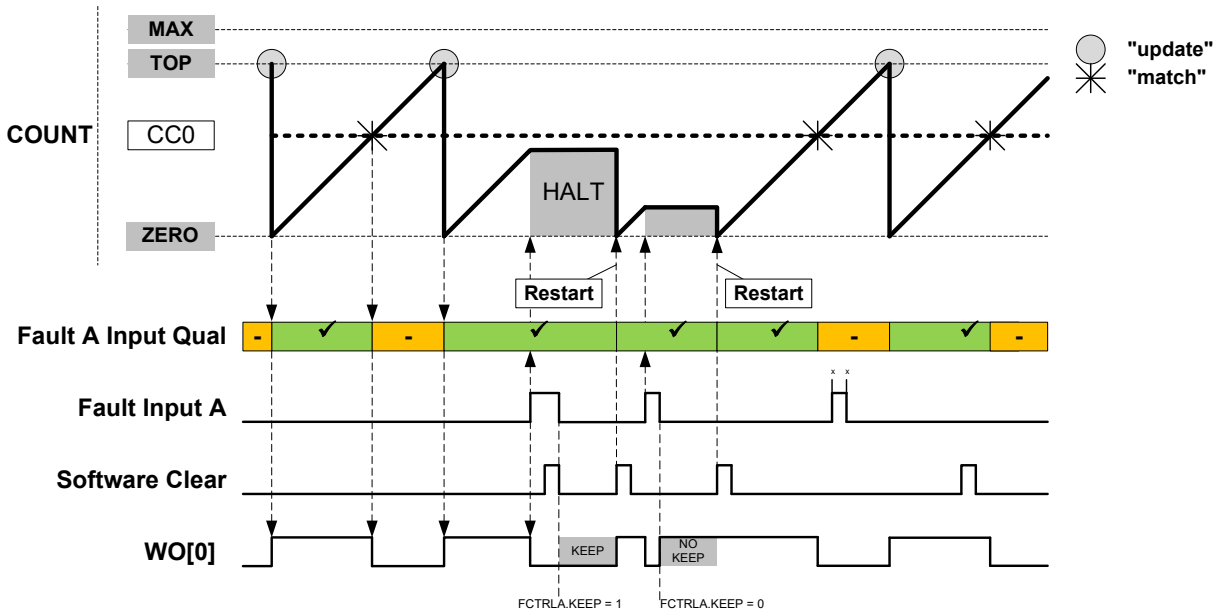 MAX
TOP
"update"
"match"
COUNT
CC0
HALT
ZERO
Restart
Restart
Fault A Input Qual
- ✓ - ✓ ✓ ✓ - ✓ -
x x
Fault Input A
Software Clear
WO[0]
KEEP
NO
KEEP
FCTRLA.KEEP = 1
FCTRLA.KEEP = 0